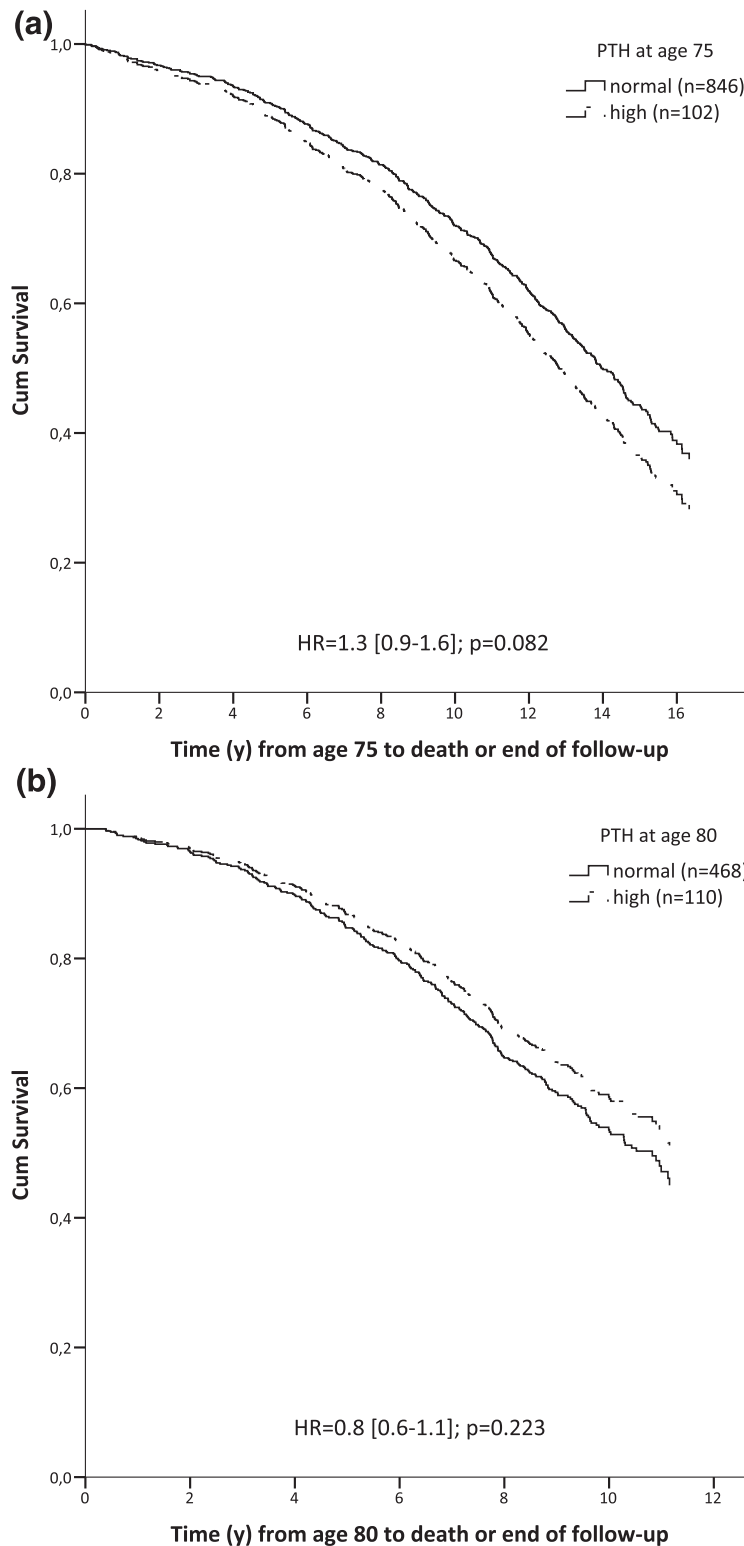 (a)
1,0
0,8
0,6
0,4
0,2
0,0
Cum Survival
PTH at age 75
normal (n=846)
high (n=102)
HR=1.3 [0.9-1.6]; p=0.082
0 2 4 6 8 10 12 14 16
Time (y) from age 75 to death or end of follow-up
(b)
1,0
0,8
0,6
0,4
0,2
0,0
Cum Survival
PTH at age 80
normal (n=468)
high (n=110)
HR=0.8 [0.6-1.1]; p=0.223
0 2 4 6 8 10 12
Time (y) from age 80 to death or end of follow-up